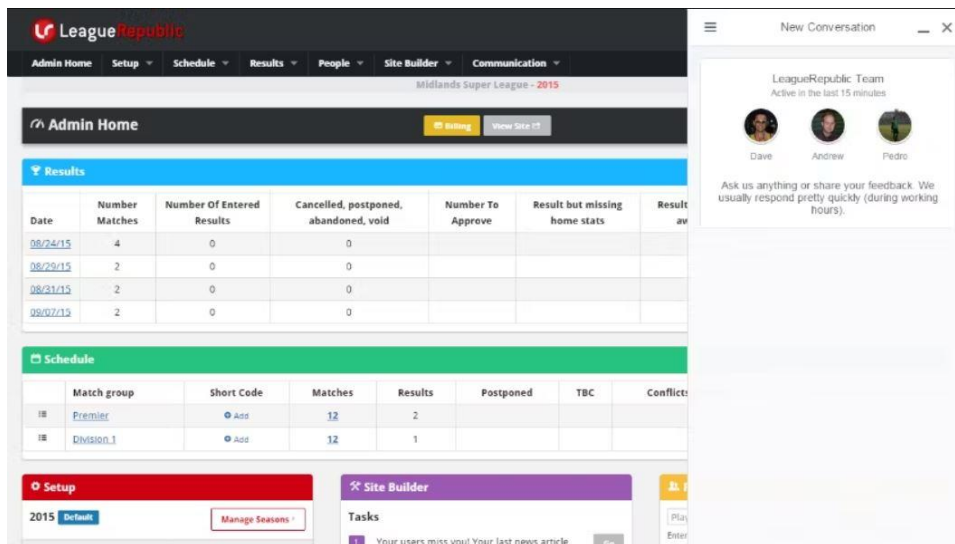 LeagueRepublic
Admin Home Setup Schedule Results People Site Builder Communication
Midlands Super League - 2015
Admin Home
Billing View Site
Results
Date Number Matches Number Of Entered Results Cancelled, postponed, abandoned, void Number To Approve Result but missing home stats Result
08/24/15 4 0 0
08/29/15 2 0 0
08/31/15 2 0 0
09/07/15 2 0 0
Schedule
Match group Short Code Matches Results Postponed TBC Conflicts
Premier Add 12 2
Division 1 Add 12 1
Setup
2015 Default Manage Seasons
Site Builder
Tasks
1 Your users miss you! Your last news article
Play
Enter
New Conversation
LeagueRepublic Team
Active in the last 15 minutes
Dave Andrew Pedro
Ask us anything or share your feedback. We
usually respond pretty quickly (during working
hours).